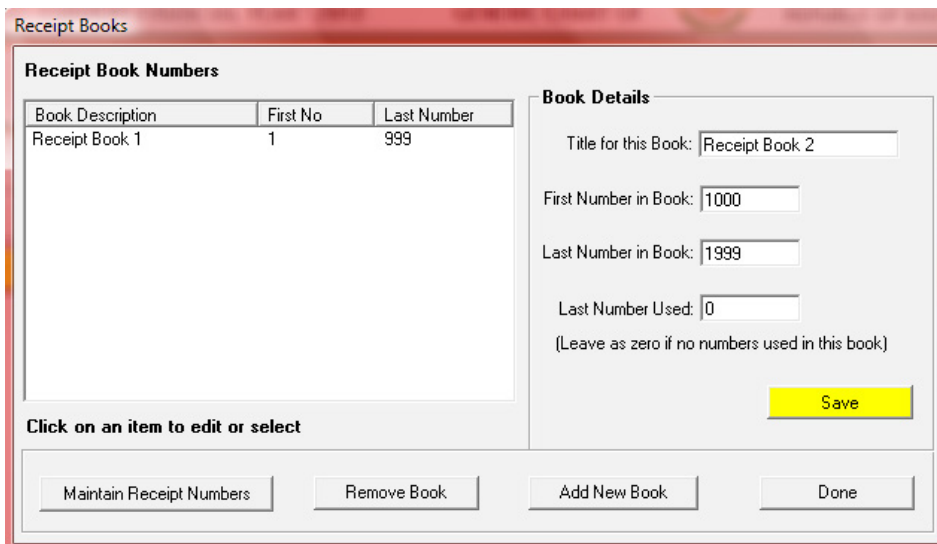 Receipt Books
Receipt Book Numbers
Book Description First No Last Number
Receipt Book 1 1 999
Click on an item to edit or select
Book Details
Title for this Book: Receipt Book 2
First Number in Book: 1000
Last Number in Book: 1999
Last Number Used: 0
(Leave as zero if no numbers used in this book)
Save
Maintain Receipt Numbers Remove Book Add New Book Done